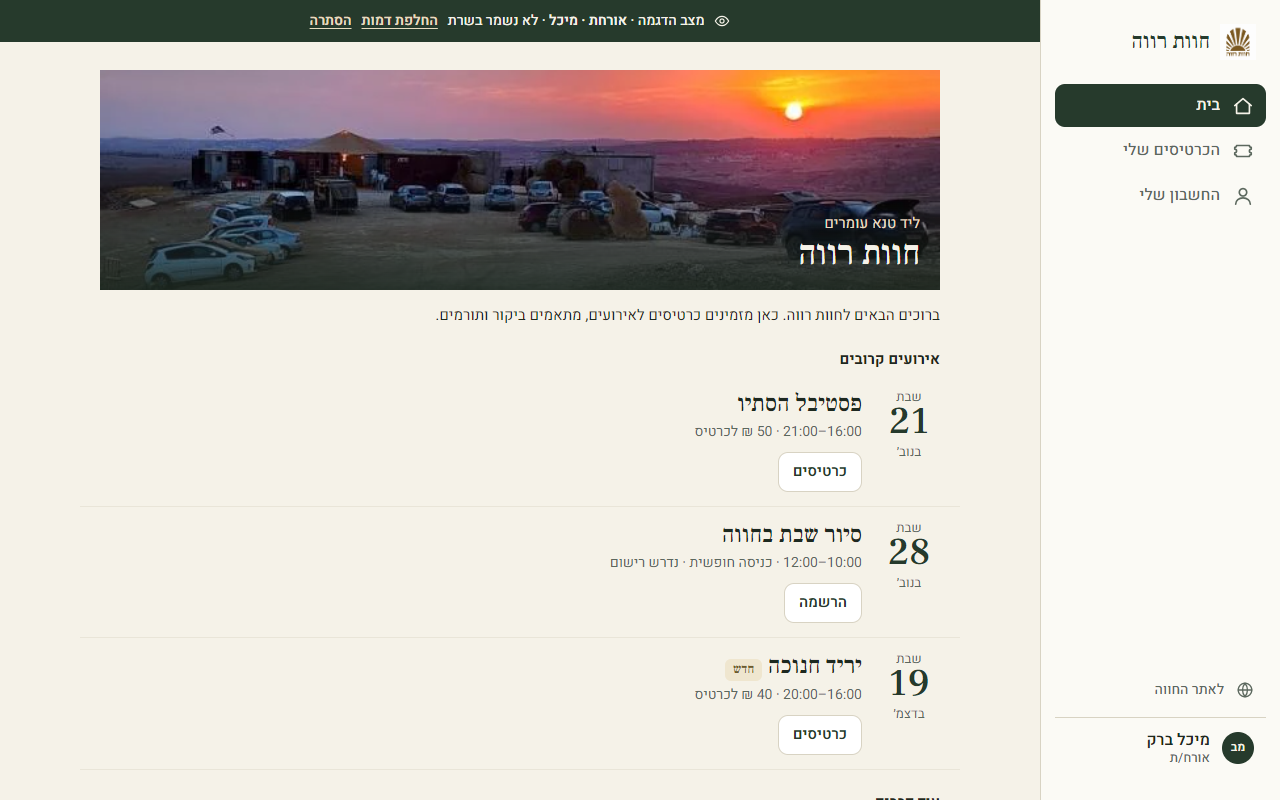 מצב הדגמה · אורחת · מיכל · לא נשמר בשרת החלפת דמות הסתרה
חוות רווה
בית
הכרטיסים שלי
החשבון שלי
ליד טנא עומרים
חוות רווה
ברוכים הבאים לחוות רווה. כאן מזמינים כרטיסים לאירועים, מתאמים ביקור ותורמים.
אירועים קרובים
שבת
21
בנוב׳
פסטיבל הסתיו
16:00–21:00 · 50 ₪ לכרטיס
כרטיסים
שבת
28
בנוב׳
סיור שבת בחווה
10:00–12:00 · כניסה חופשית · נדרש רישום
הרשמה
שבת
19
בדצמ׳
יריד חנוכה חדש
16:00–20:00 · 40 ₪ לכרטיס
כרטיסים
לאתר החווה
מב
מיכל ברק
אורח/ת